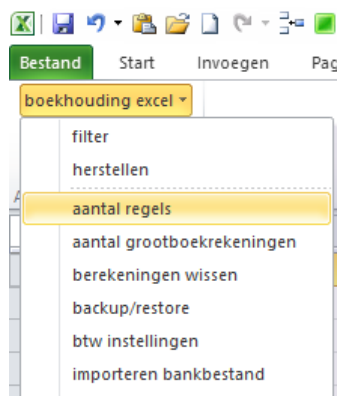 Bestand Start Invoegen Pag
boekhouding excel
filter
herstellen
aantal regels
aantal grootboekrekeningen
berekeningen wissen
backup/restore
btw instellingen
importeren bankbestand